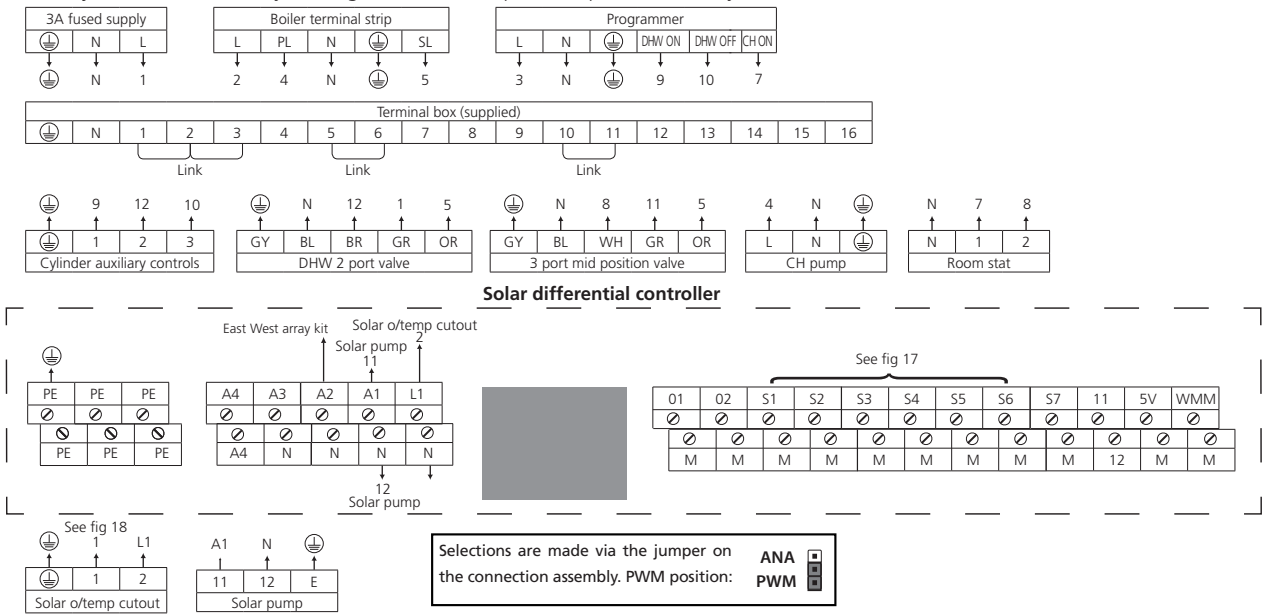 3A fused supply
N L
N 1
Boiler terminal strip
L PL N SL
2 4 N 5
Programmer
L N DHW ON DHW OFF CH ON
3 N 9 10 7
Terminal box (supplied)
N 1 2 3 4 5 6 7 8 9 10 11 12 13 14 15 16
Link Link Link
9 12 10
1 2 3
Cylinder auxiliary controls
N 12 1 5
GY BL BR GR OR
DHW 2 port valve
N 8 11 5
GY BL WH GR OR
3 port mid position valve
4 N
L N
CH pump
N 7 8
N 1 2
Room stat
Solar differential controller
PE PE PE
PE PE PE
East West array kit
Solar o/temp cutout
2
Solar pump
11
A4 A3 A2 A1 L1
A4 N N N N
12
Solar pump
See fig 17
01 02 S1 S2 S3 S4 S5 S6 S7 11 5V WMM
M M M M M M M M M 12 M M
See fig 18
1 L1
1 2
Solar o/temp cutout
A1 N
11 12 E
Solar pump
Selections are made via the jumper on
the connection assembly. PWM position:
ANA
PWM